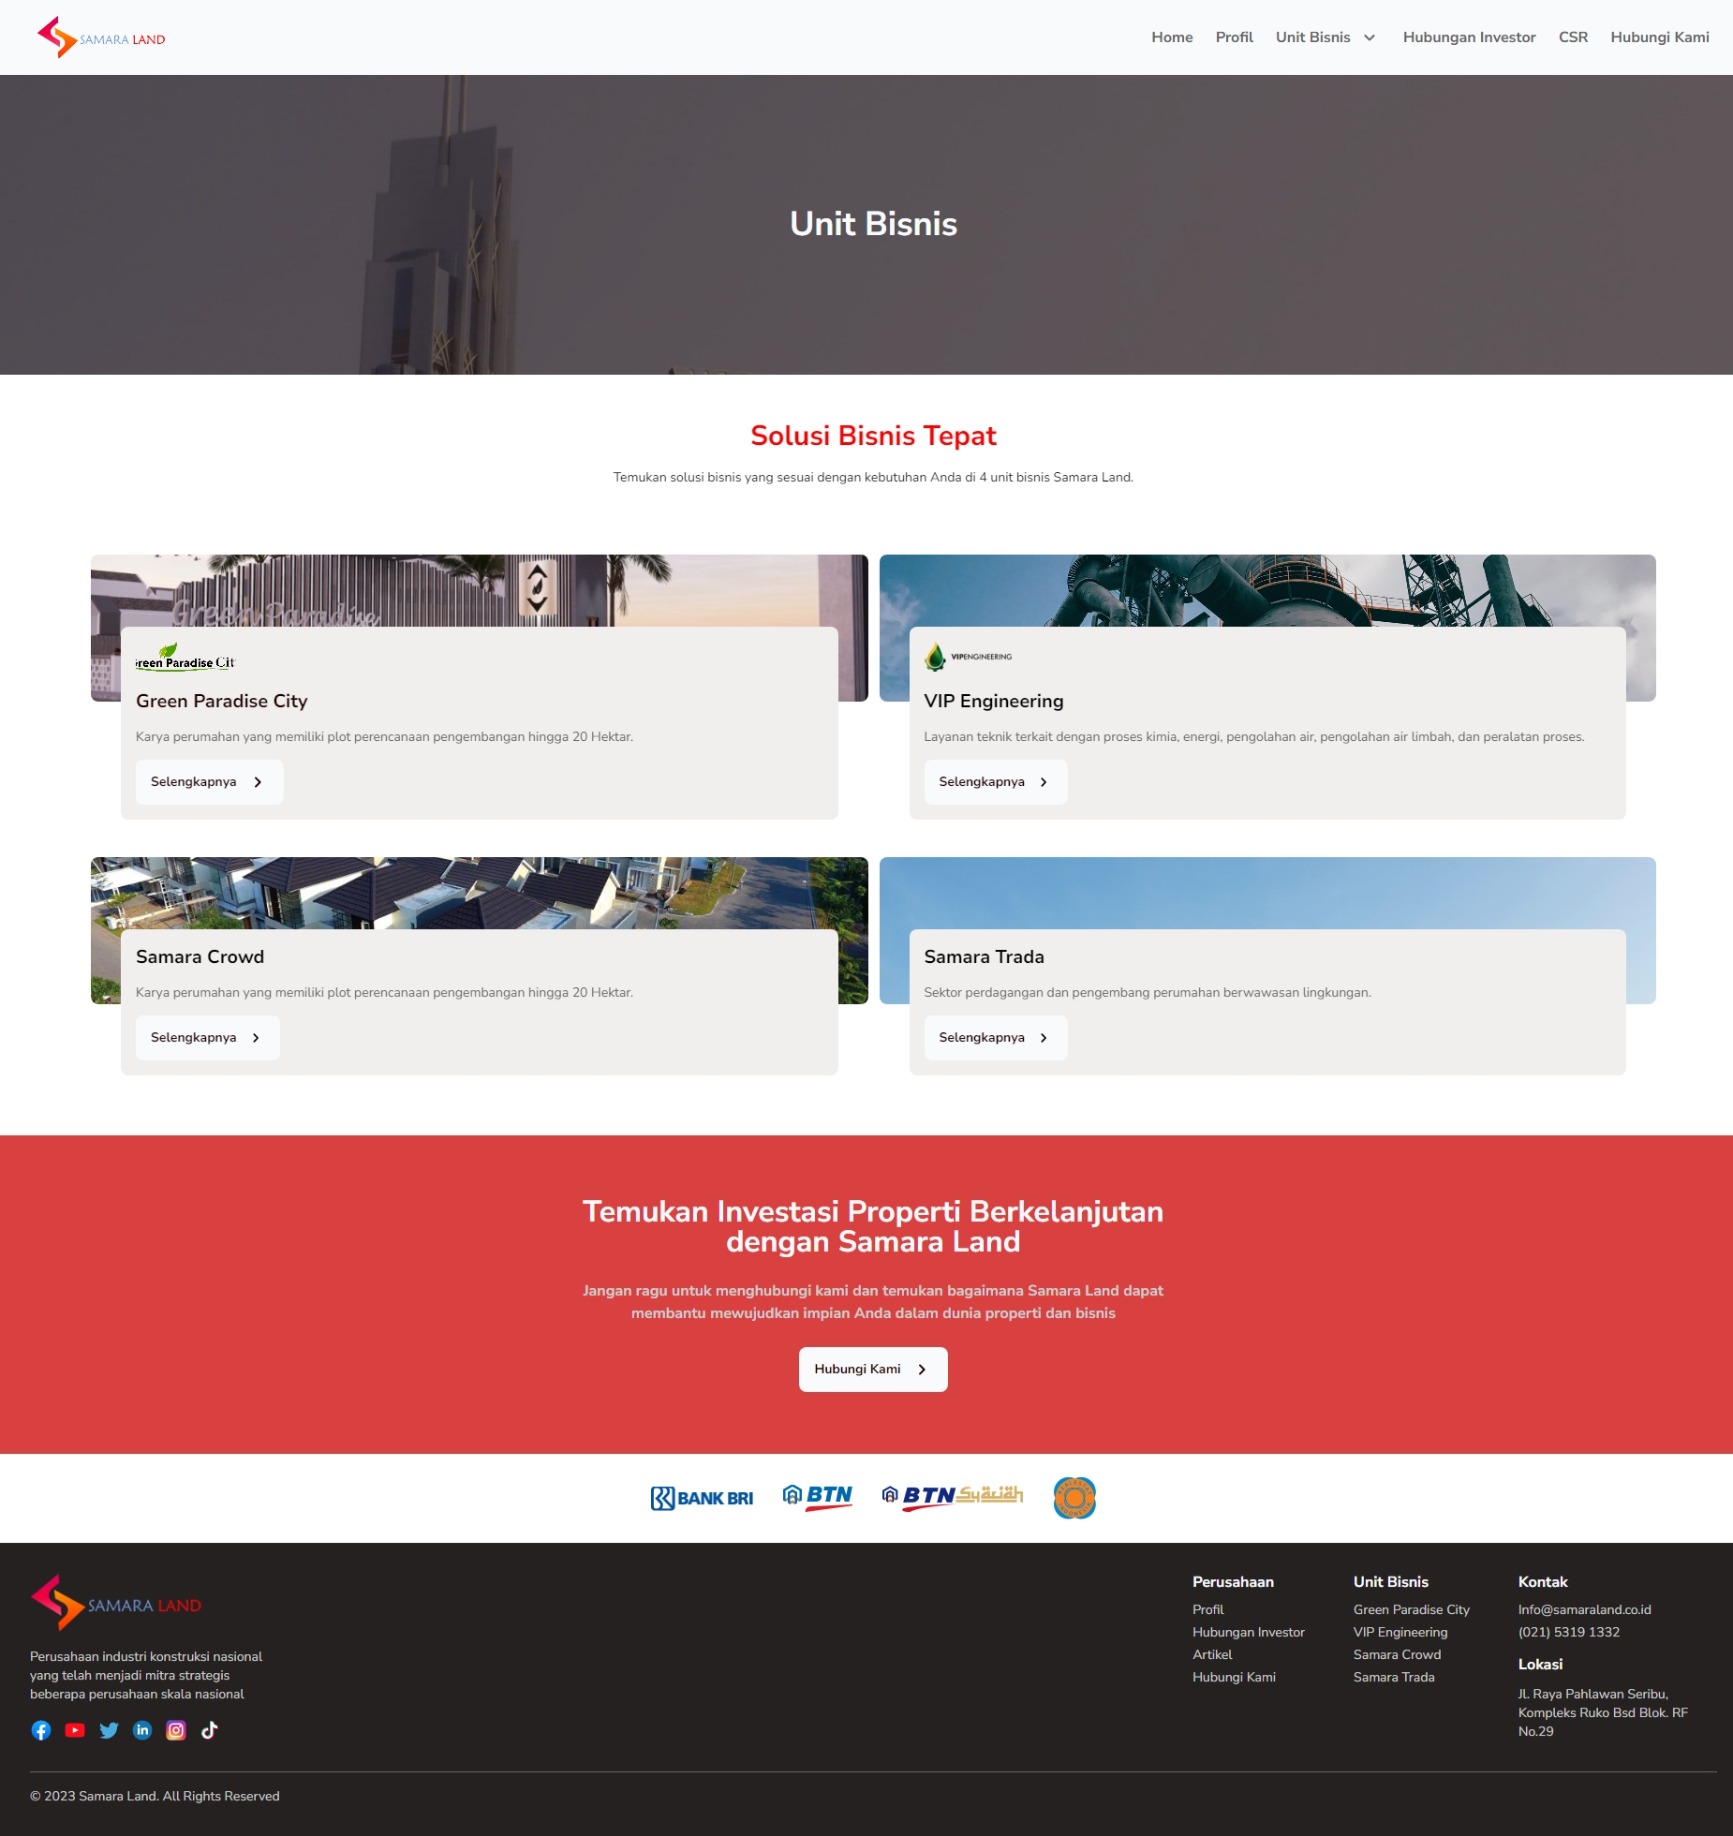 SAMARA LAND
Home Profil Unit Bisnis Hubungan Investor CSR Hubungi Kami
Unit Bisnis
Solusi Bisnis Tepat
Temukan solusi bisnis yang sesuai dengan kebutuhan Anda di 4 unit bisnis Samara Land.
Green Paradise
reen Paradise Cit
Green Paradise City
Karya perumahan yang memiliki plot perencanaan pengembangan hingga 20 Hektar.
Selengkapnya
VIPENGINEERING
VIP Engineering
Layanan teknik terkait dengan proses kimia, energi, pengolahan air, pengolahan air limbah, dan peralatan proses.
Selengkapnya
Samara Crowd
Karya perumahan yang memiliki plot perencanaan pengembangan hingga 20 Hektar.
Selengkapnya
Samara Trada
Sektor perdagangan dan pengembang perumahan berwawasan lingkungan.
Selengkapnya
Temukan Investasi Properti Berkelanjutan
dengan Samara Land
Jangan ragu untuk menghubungi kami dan temukan bagaimana Samara Land dapat
membantu mewujudkan impian Anda dalam dunia properti dan bisnis
Hubungi Kami
BANK BRI BTN BTN Syariah
SAMARA LAND
Perusahaan industri konstruksi nasional
yang telah menjadi mitra strategis
beberapa perusahaan skala nasional
Perusahaan
Profil
Hubungan Investor
Artikel
Hubungi Kami
Unit Bisnis
Green Paradise City
VIP Engineering
Samara Crowd
Samara Trada
Kontak
Info@samaraland.co.id
(021) 5319 1332
Lokasi
Jl. Raya Pahlawan Seribu,
Kompleks Ruko Bsd Blok. RF
No.29
© 2023 Samara Land. All Rights Reserved